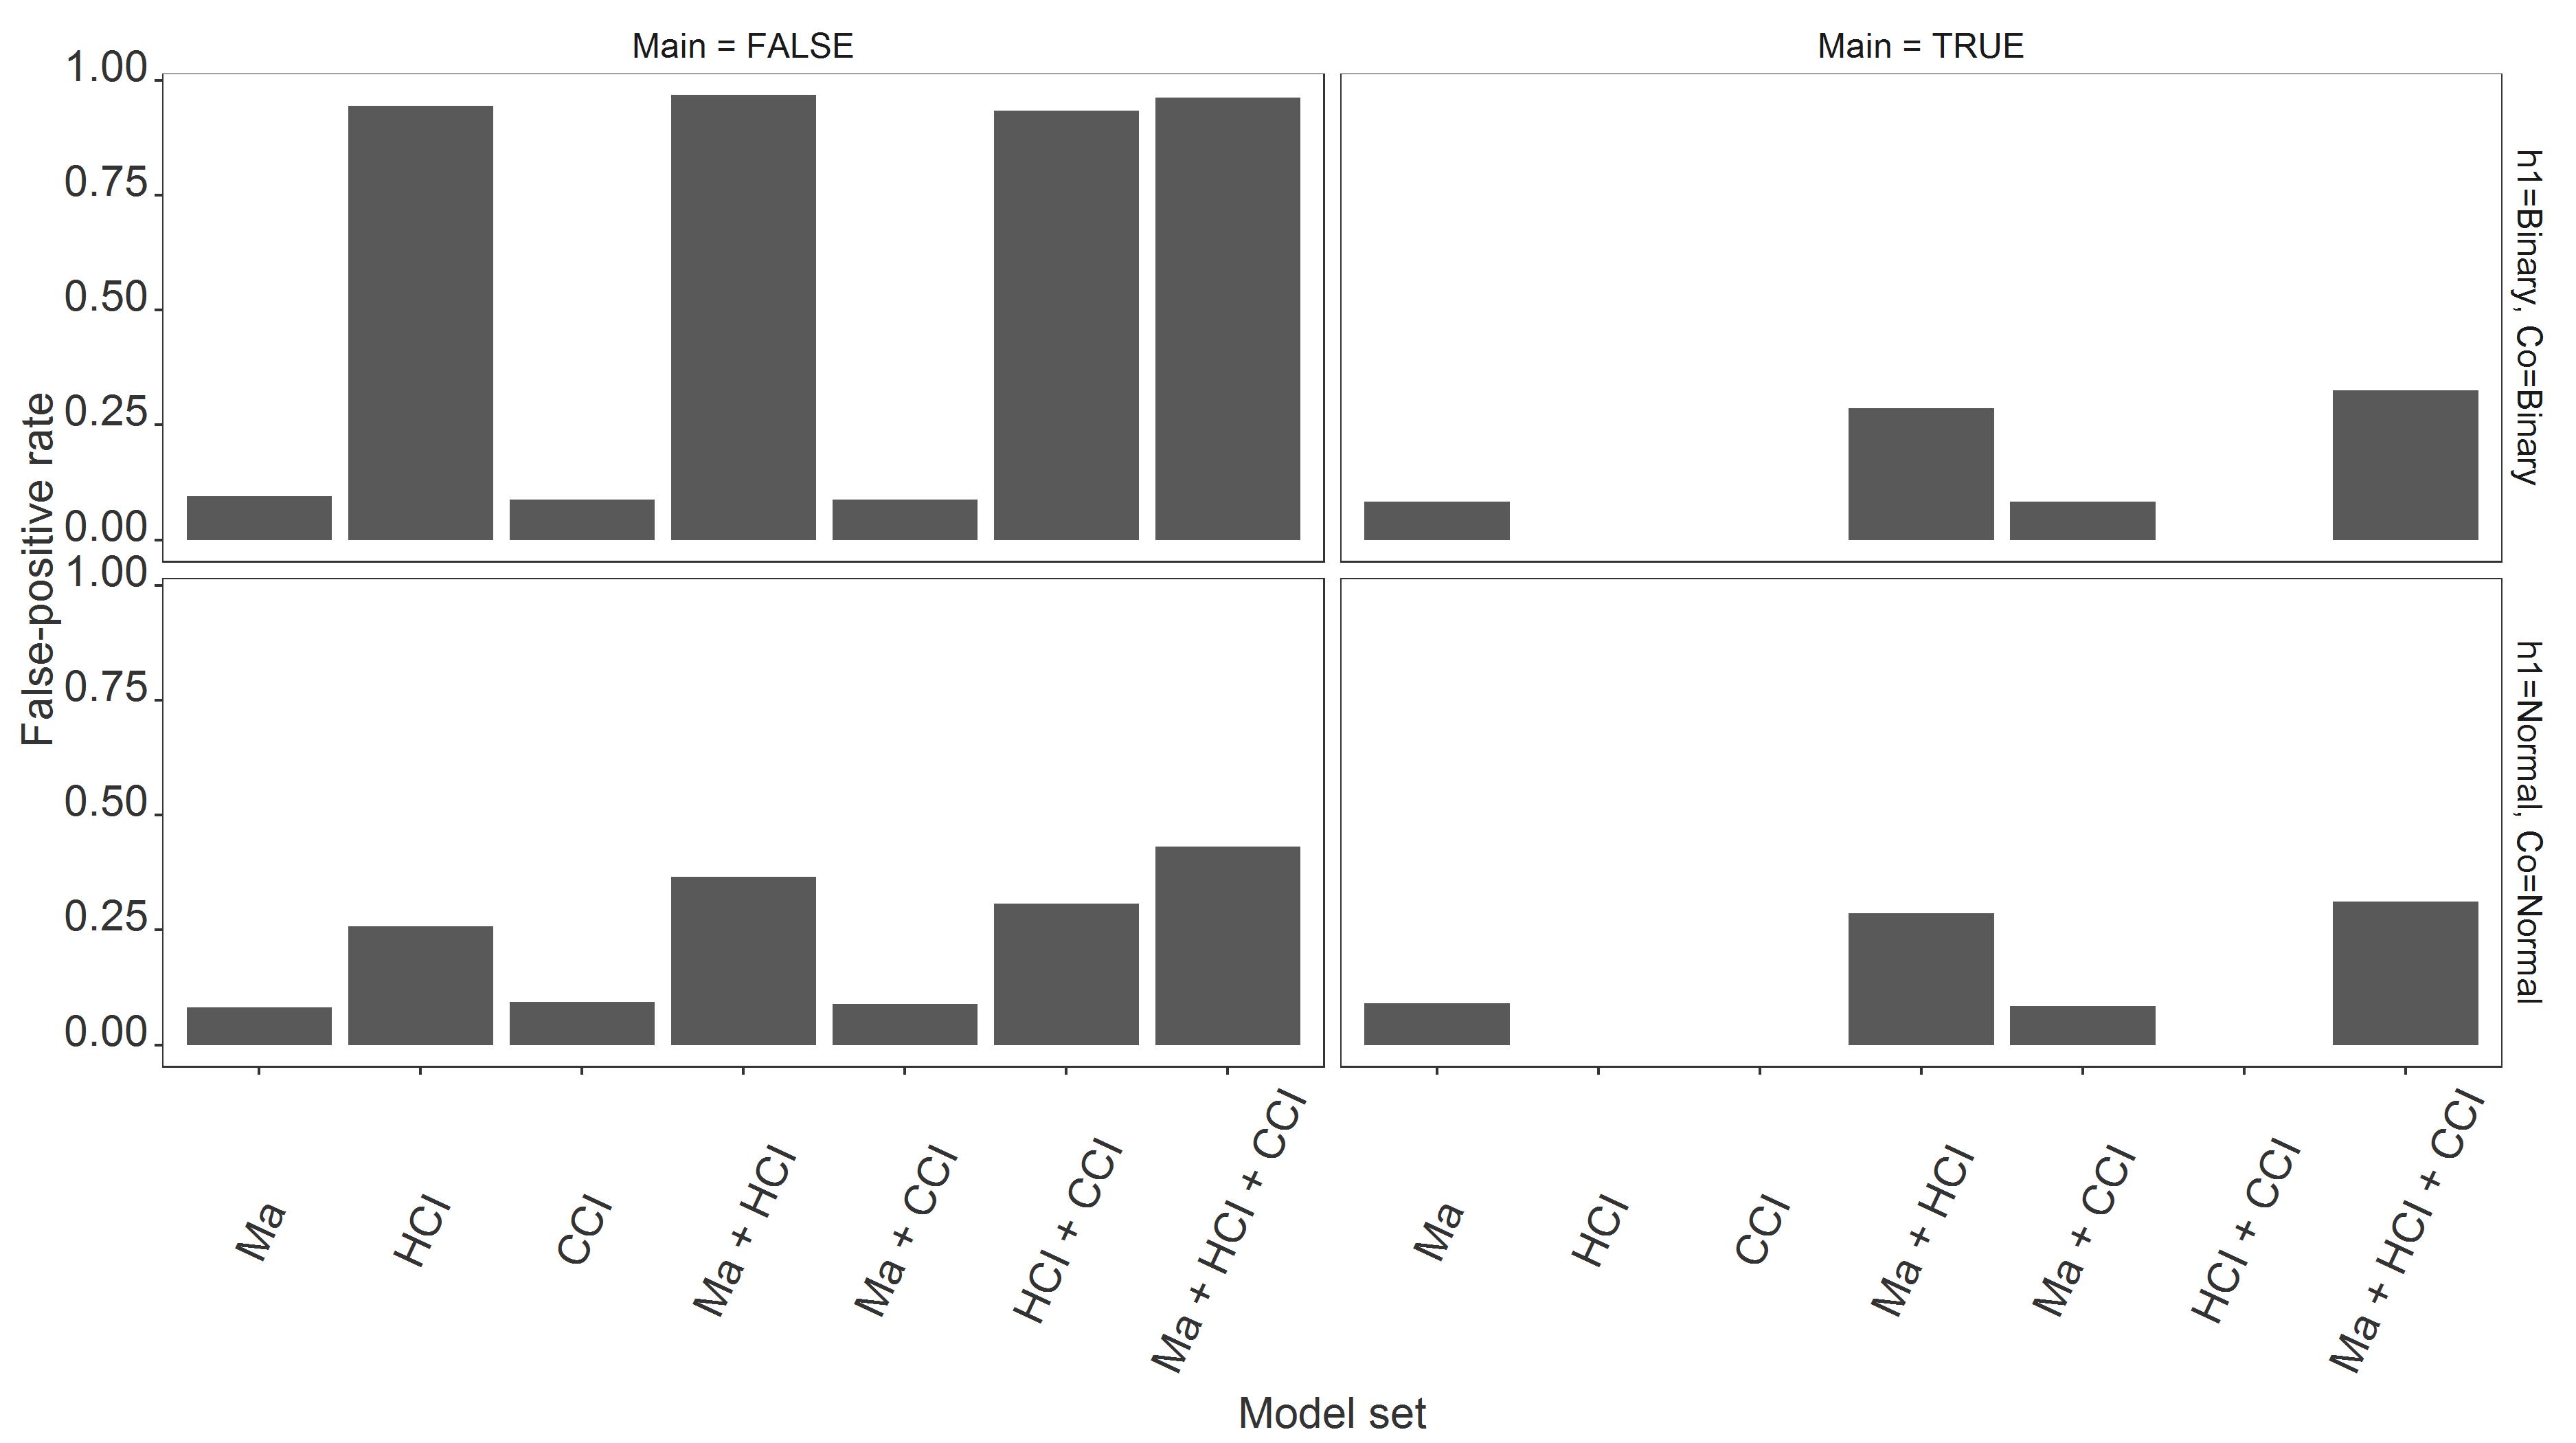 Main = FALSE
Main = TRUE
1.00
0.75
0.50
0.25
0.00
h1=Binary, Co=Binary
False-positive rate
1.00
0.75
0.50
0.25
0.00
h1=Normal, Co=Normal
Ma
HCI
CCI
Ma + HCI
Ma + CCI
HCI + CCI
Ma + HCI + CCI
Ma
HCI
CCI
Ma + HCI
Ma + CCI
HCI + CCI
Ma + HCI + CCI
Model set